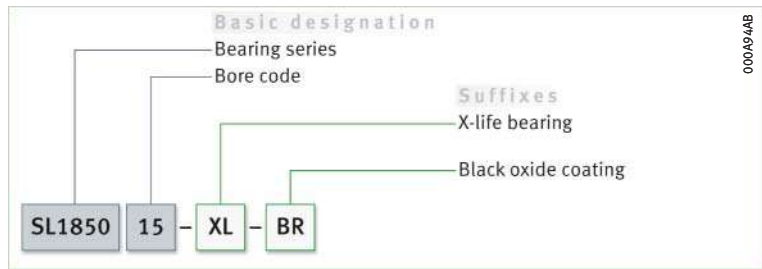 Basic designation
Bearing series
Bore code
Suffixes
X-life bearing
Black oxide coating
SL1850 15 – XL – BR
000A94AB